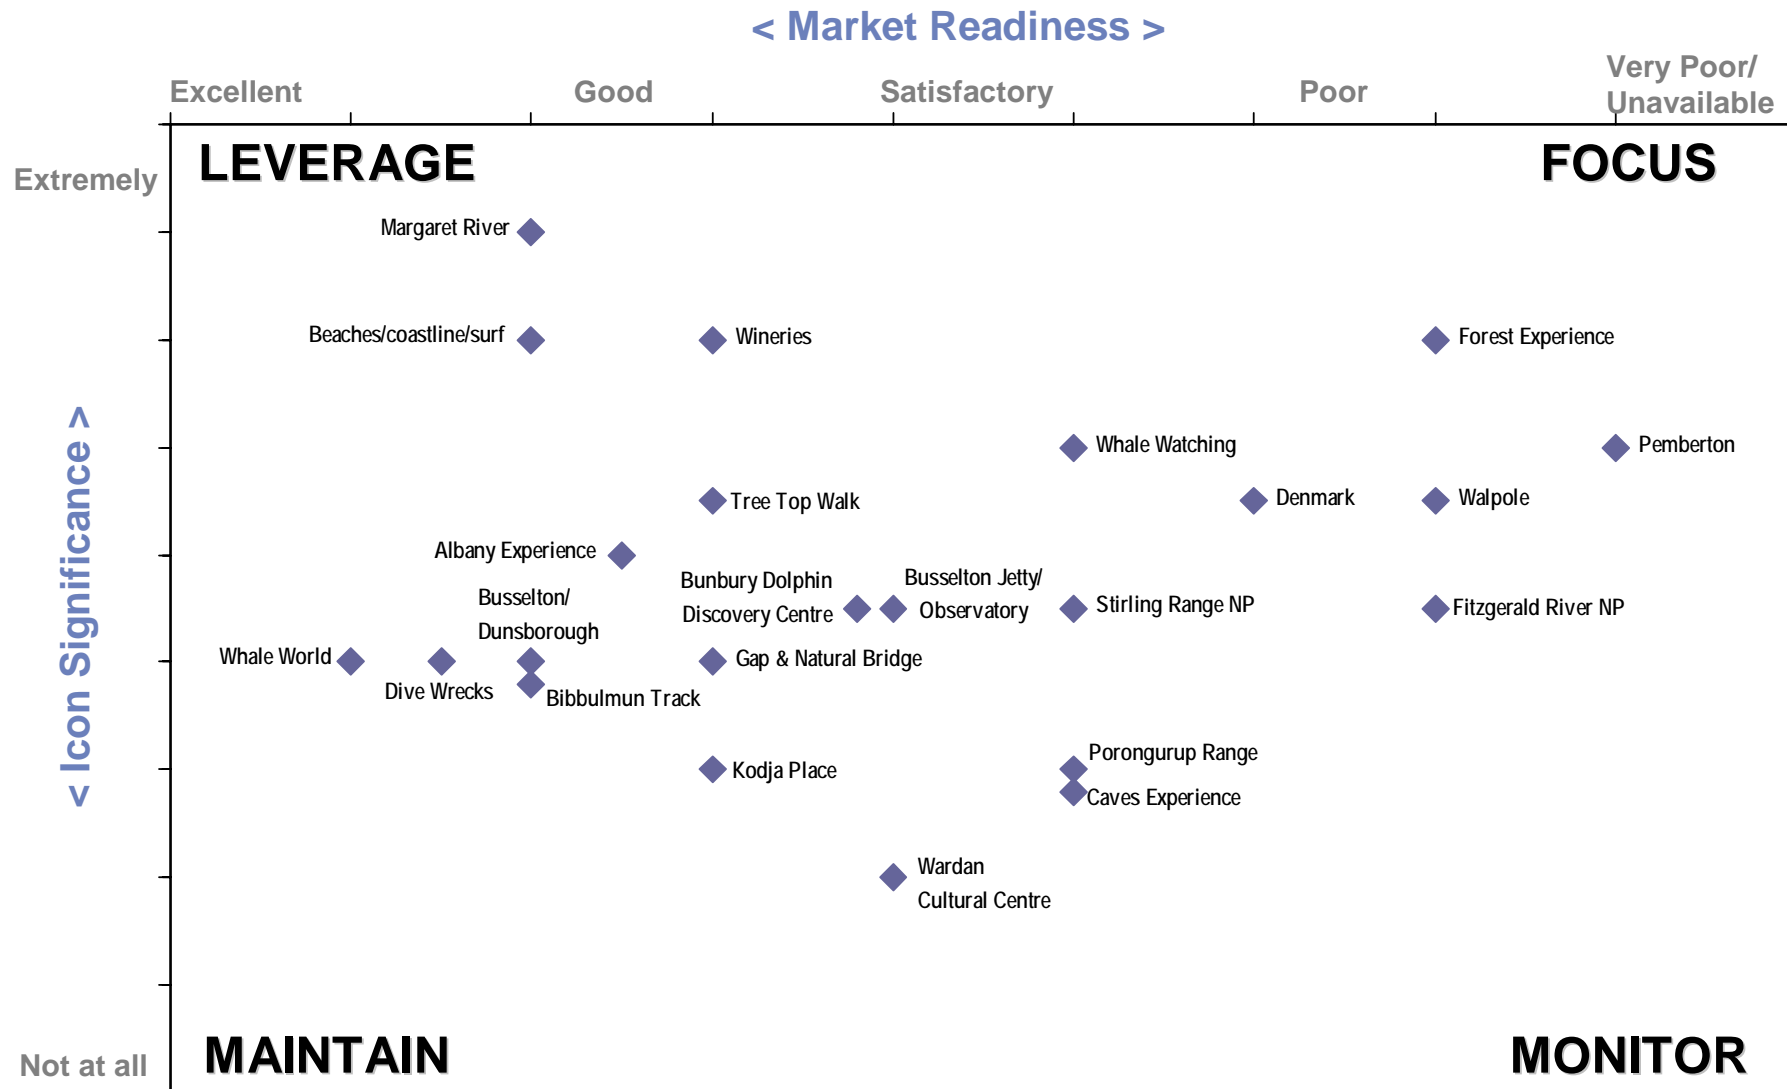 < Market Readiness >
Excellent
Good
Satisfactory
Poor
Very Poor/
Unavailable
LEVERAGE
FOCUS
Extremely
Margaret River
Beaches/coastline/surf
Wineries
Forest Experience
< Icon Significance >
Whale Watching
Pemberton
Tree Top Walk
Denmark
Walpole
Albany Experience
Bunbury Dolphin
Discovery Centre
Busselton Jetty/
Observatory
Stirling Range NP
Fitzgerald River NP
Busselton/
Dunsborough
Whale World
Dive Wrecks
Bibbulmun Track
Gap & Natural Bridge
Kodja Place
Porongurup Range
Caves Experience
Wardan
Cultural Centre
Not at all
MAINTAIN
MONITOR